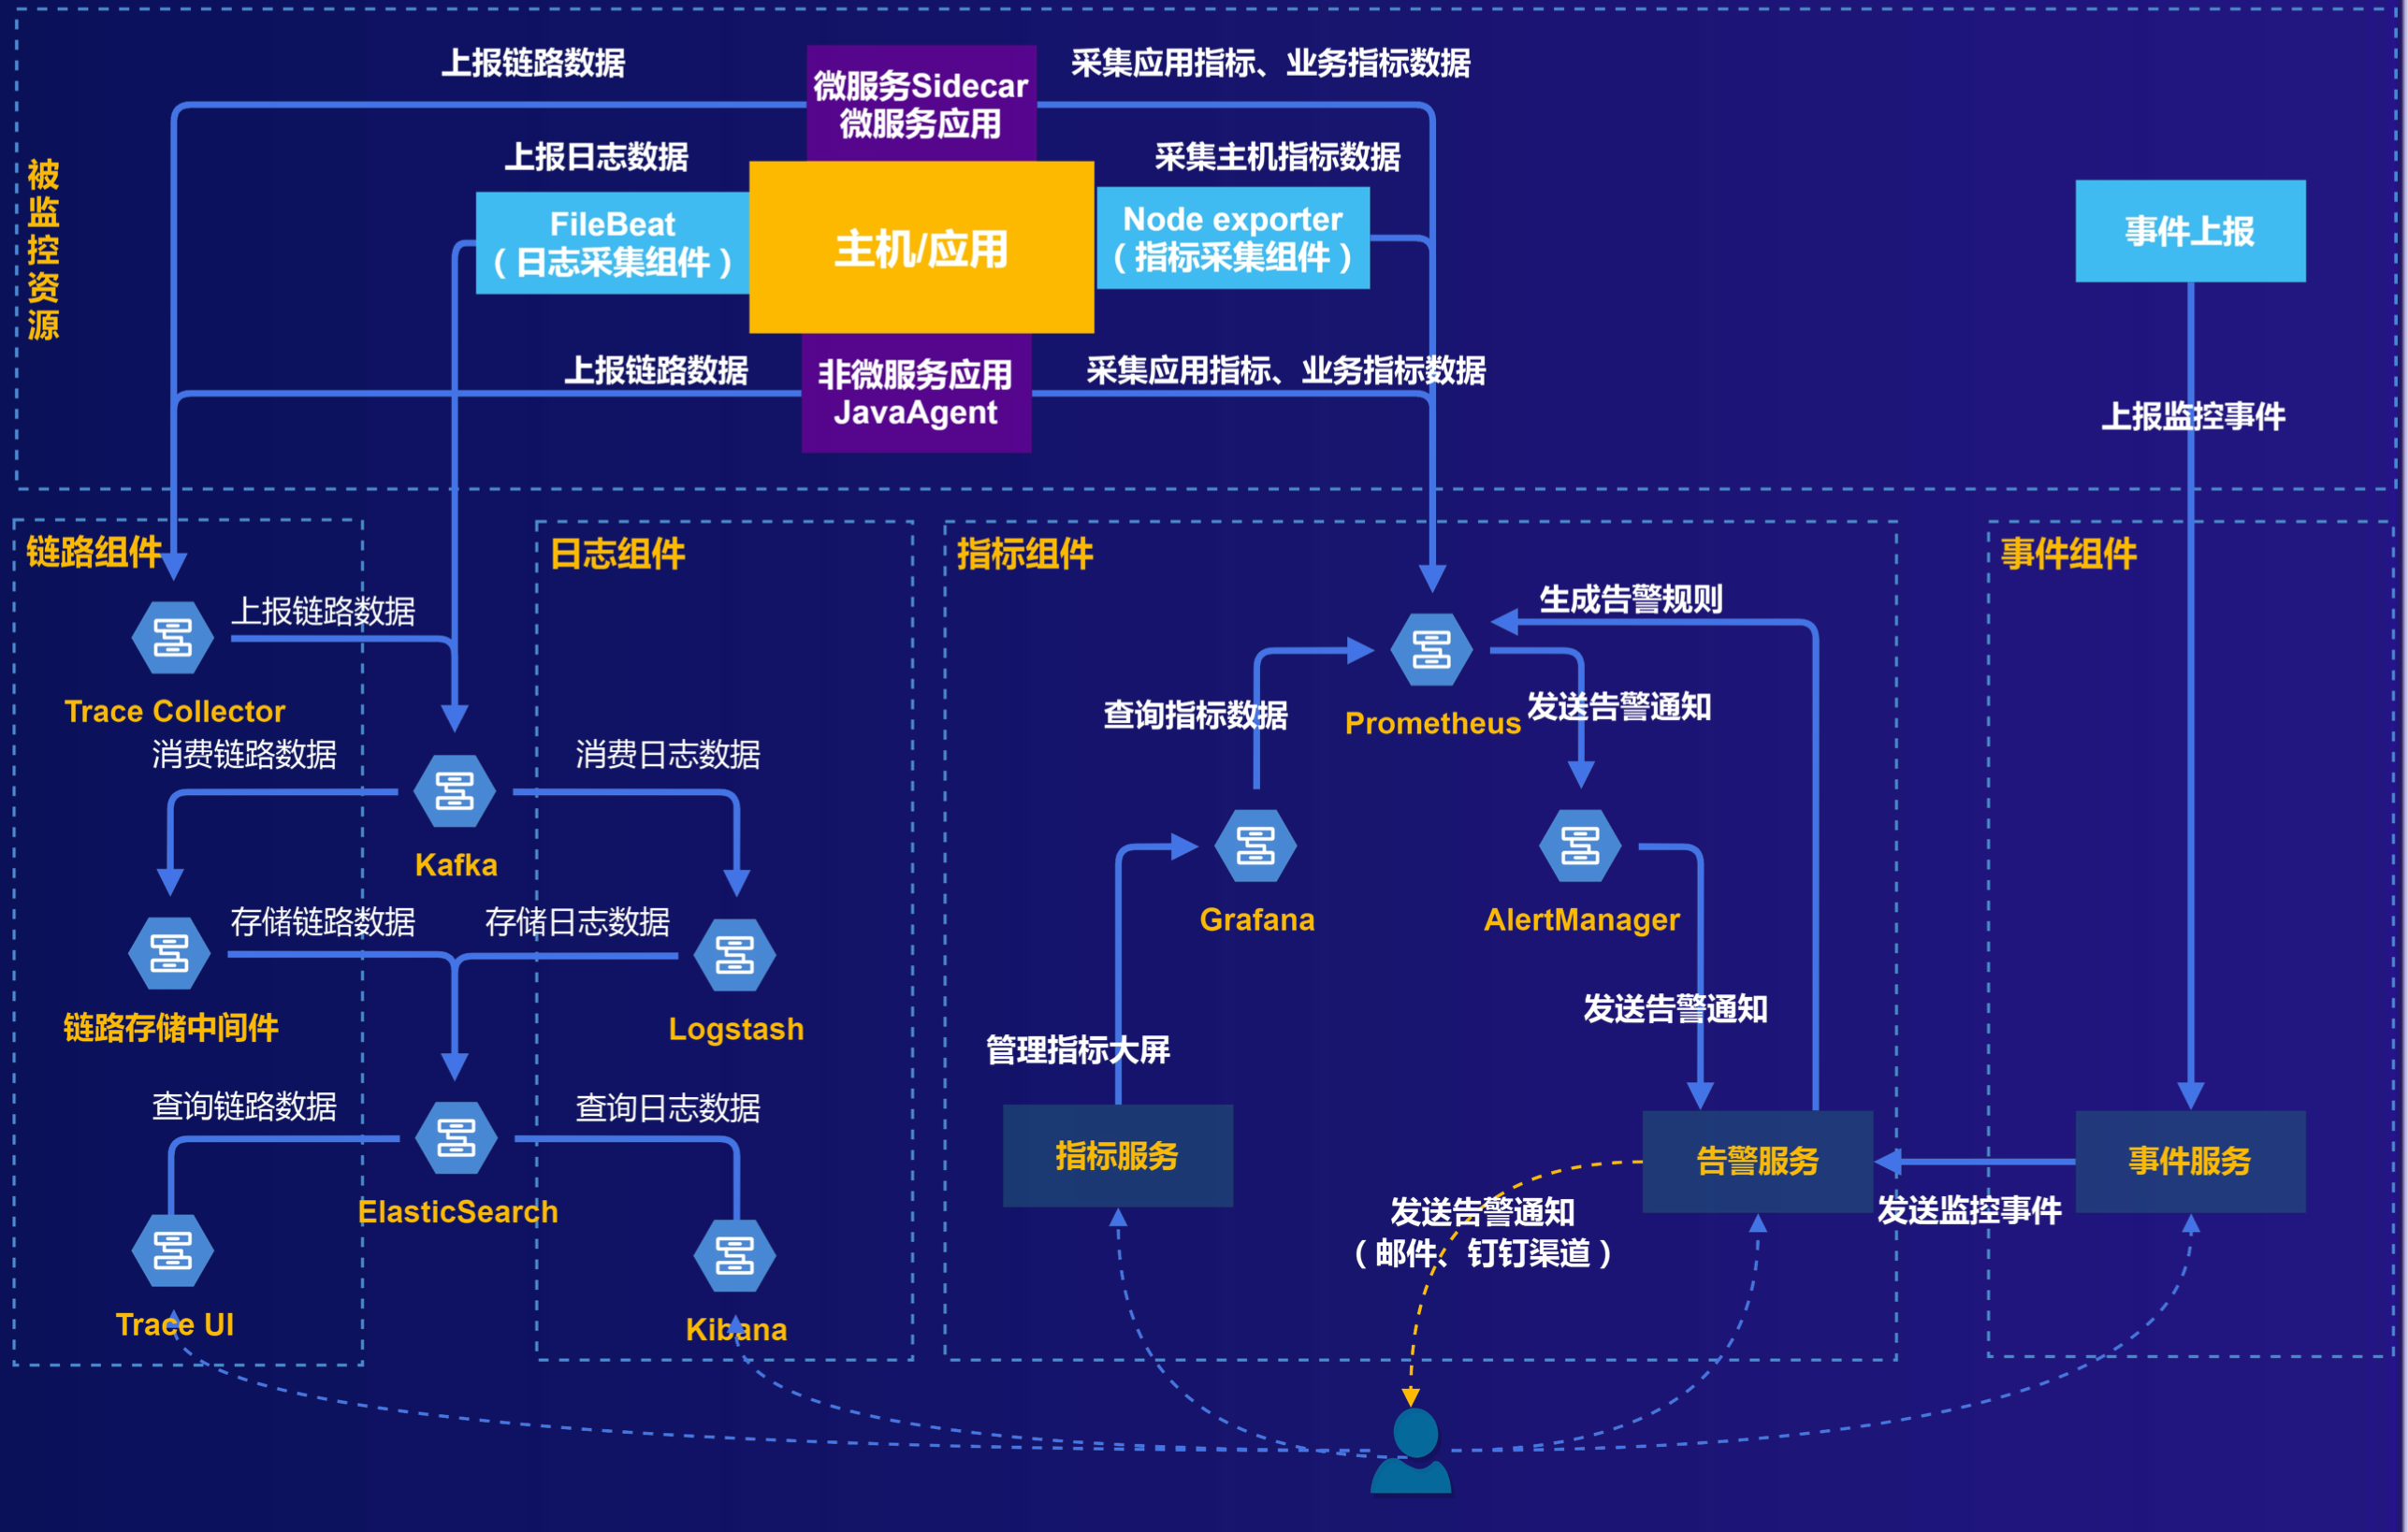 上报链路数据
采集应用指标、业务指标数据
微服务Sidecar
微服务应用
上报日志数据
采集主机指标数据
被监控资源
FileBeat
（日志采集组件）
主机/应用
Node exporter
（指标采集组件）
事件上报
上报链路数据
非微服务应用
JavaAgent
采集应用指标、业务指标数据
上报监控事件
链路组件
日志组件
指标组件
事件组件
上报链路数据
生成告警规则
Trace Collector
查询指标数据
Prometheus
发送告警通知
消费链路数据
消费日志数据
Kafka
Grafana
AlertManager
存储链路数据
存储日志数据
链路存储中间件
Logstash
管理指标大屏
发送告警通知
查询链路数据
查询日志数据
指标服务
告警服务
事件服务
ElasticSearch
发送告警通知
（邮件、钉钉渠道）
发送监控事件
Trace UI
Kibana